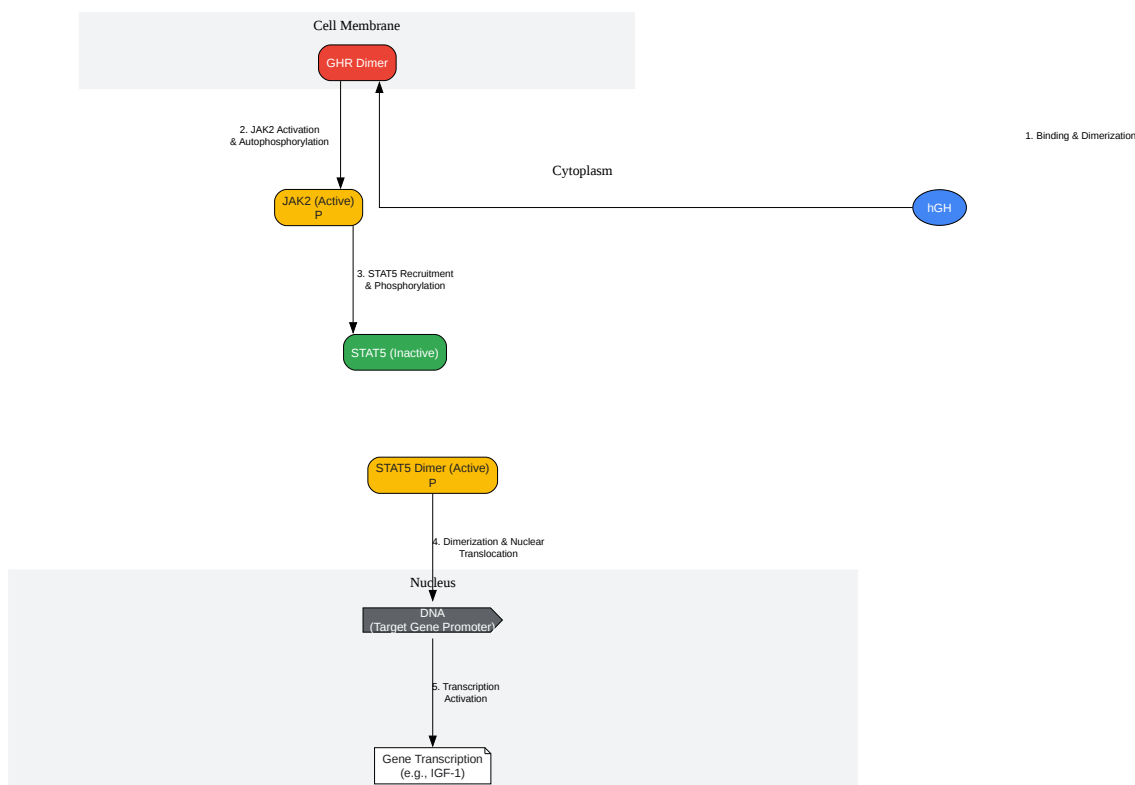 Cell Membrane
GHR Dimer
2. JAK2 Activation
& Autophosphorylation
1. Binding & Dimerization
Cytoplasm
JAK2 (Active)
P
hGH
3. STAT5 Recruitment
& Phosphorylation
STAT5 (Inactive)
STAT5 Dimer (Active)
P
4. Dimerization & Nuclear
Translocation
Nucleus
DNA
(Target Gene Promoter)
5. Transcription
Activation
Gene Transcription
(e.g., IGF-1)